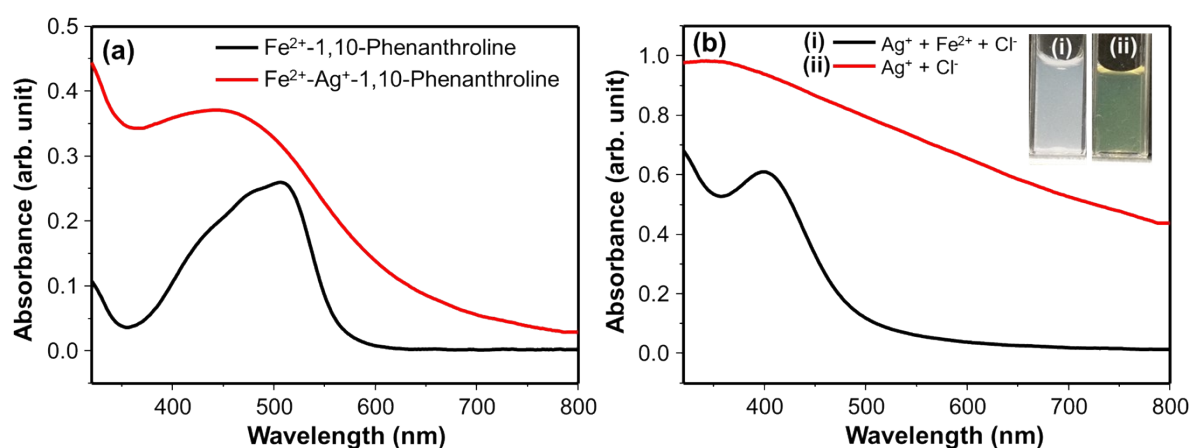 (a)
Fe²⁺-1,10-Phenanthroline
Fe²⁺-Ag⁺-1,10-Phenanthroline
Absorbance (arb. unit)
0.5
0.4
0.3
0.2
0.1
0.0
400 500 600 700 800
Wavelength (nm)
(b)
(i) Ag⁺ + Fe²⁺ + Cl⁻
(ii) Ag⁺ + Cl⁻
(i) (ii)
Absorbance (arb. unit)
1.0
0.8
0.6
0.4
0.2
0.0
400 500 600 700 800
Wavelength (nm)